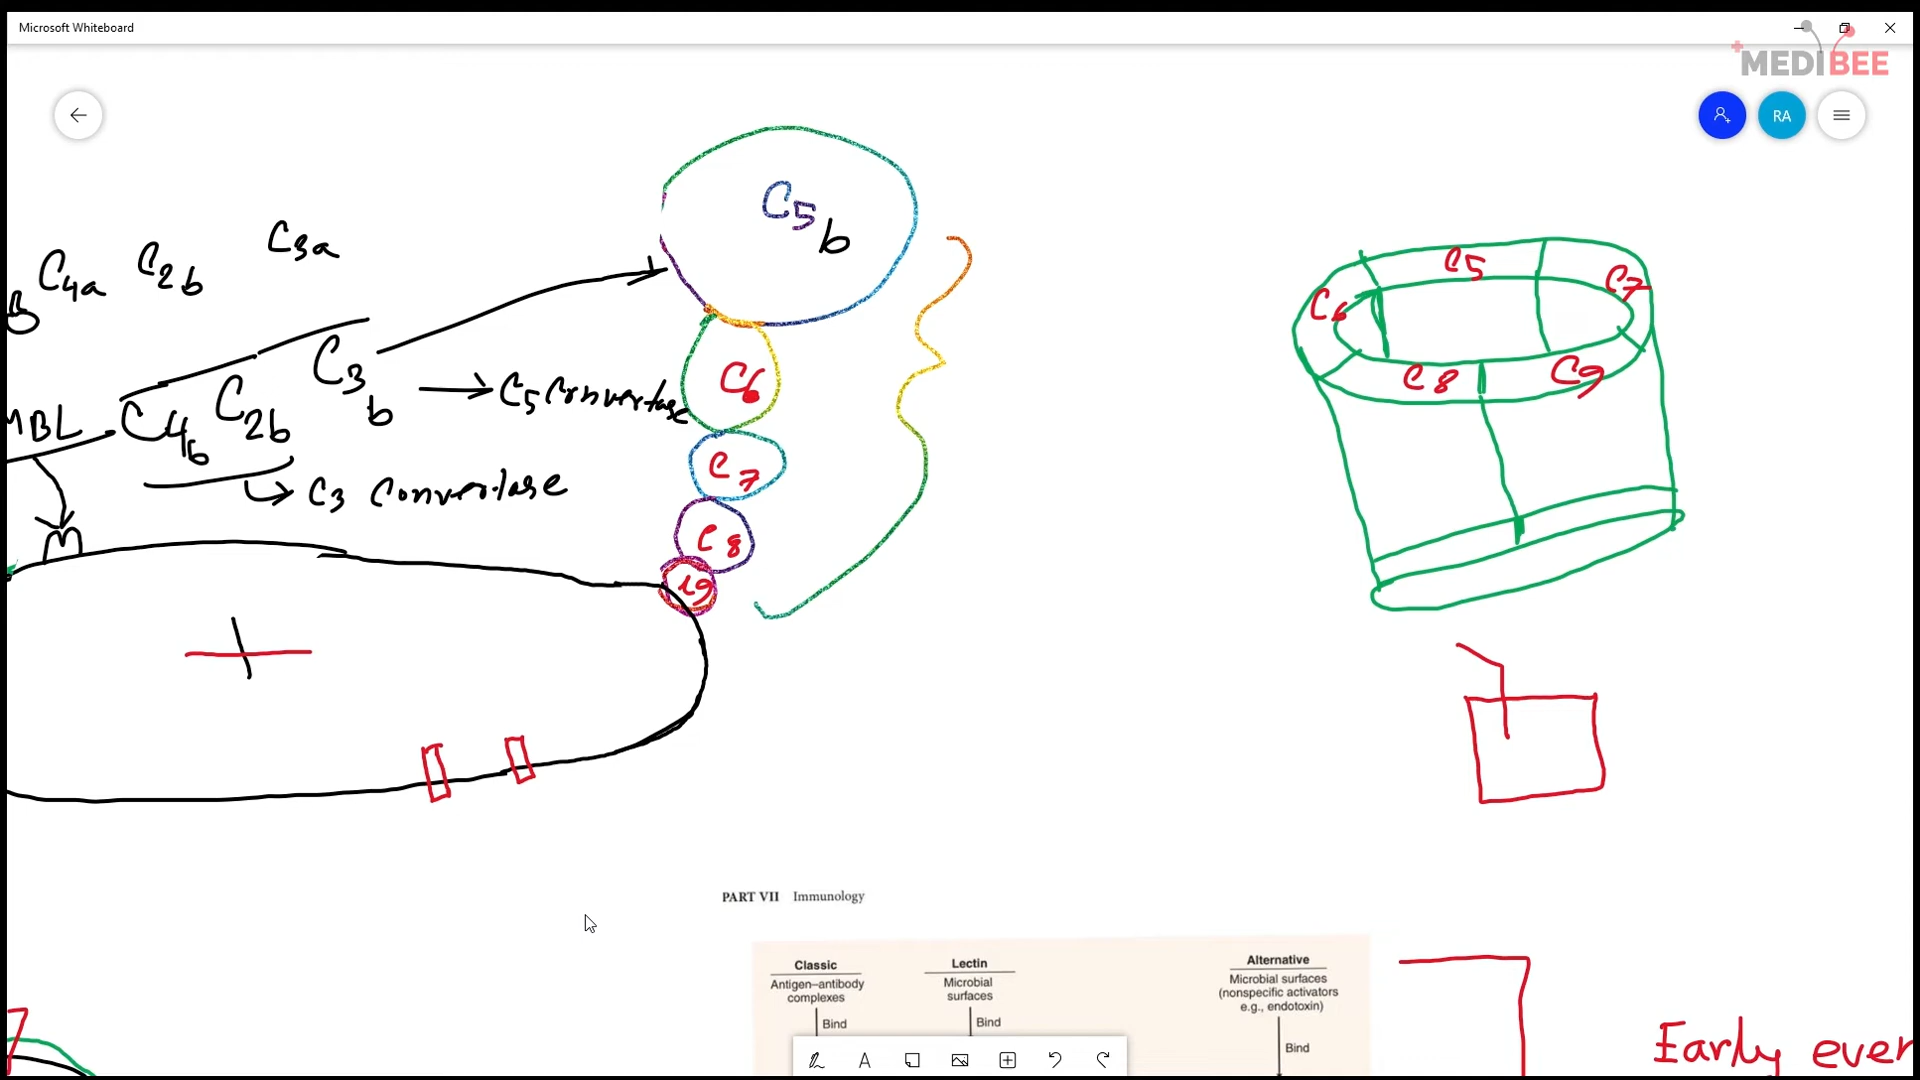 Microsoft Whiteboard
MEDIBEE
RA
C5b
C4a C2b C3a
B
C5
C7
C6
C8 C9
C3b → C5 Convertase
C6
MBL C4b C2b
C7
C3 Convertase
C8
C9
M
PART VII Immunology
Classic
Antigen–antibody
complexes
Bind
Lectin
Microbial
surfaces
Bind
Alternative
Microbial surfaces
(nonspecific activators
e.g., endotoxin)
Bind
A
Early ever